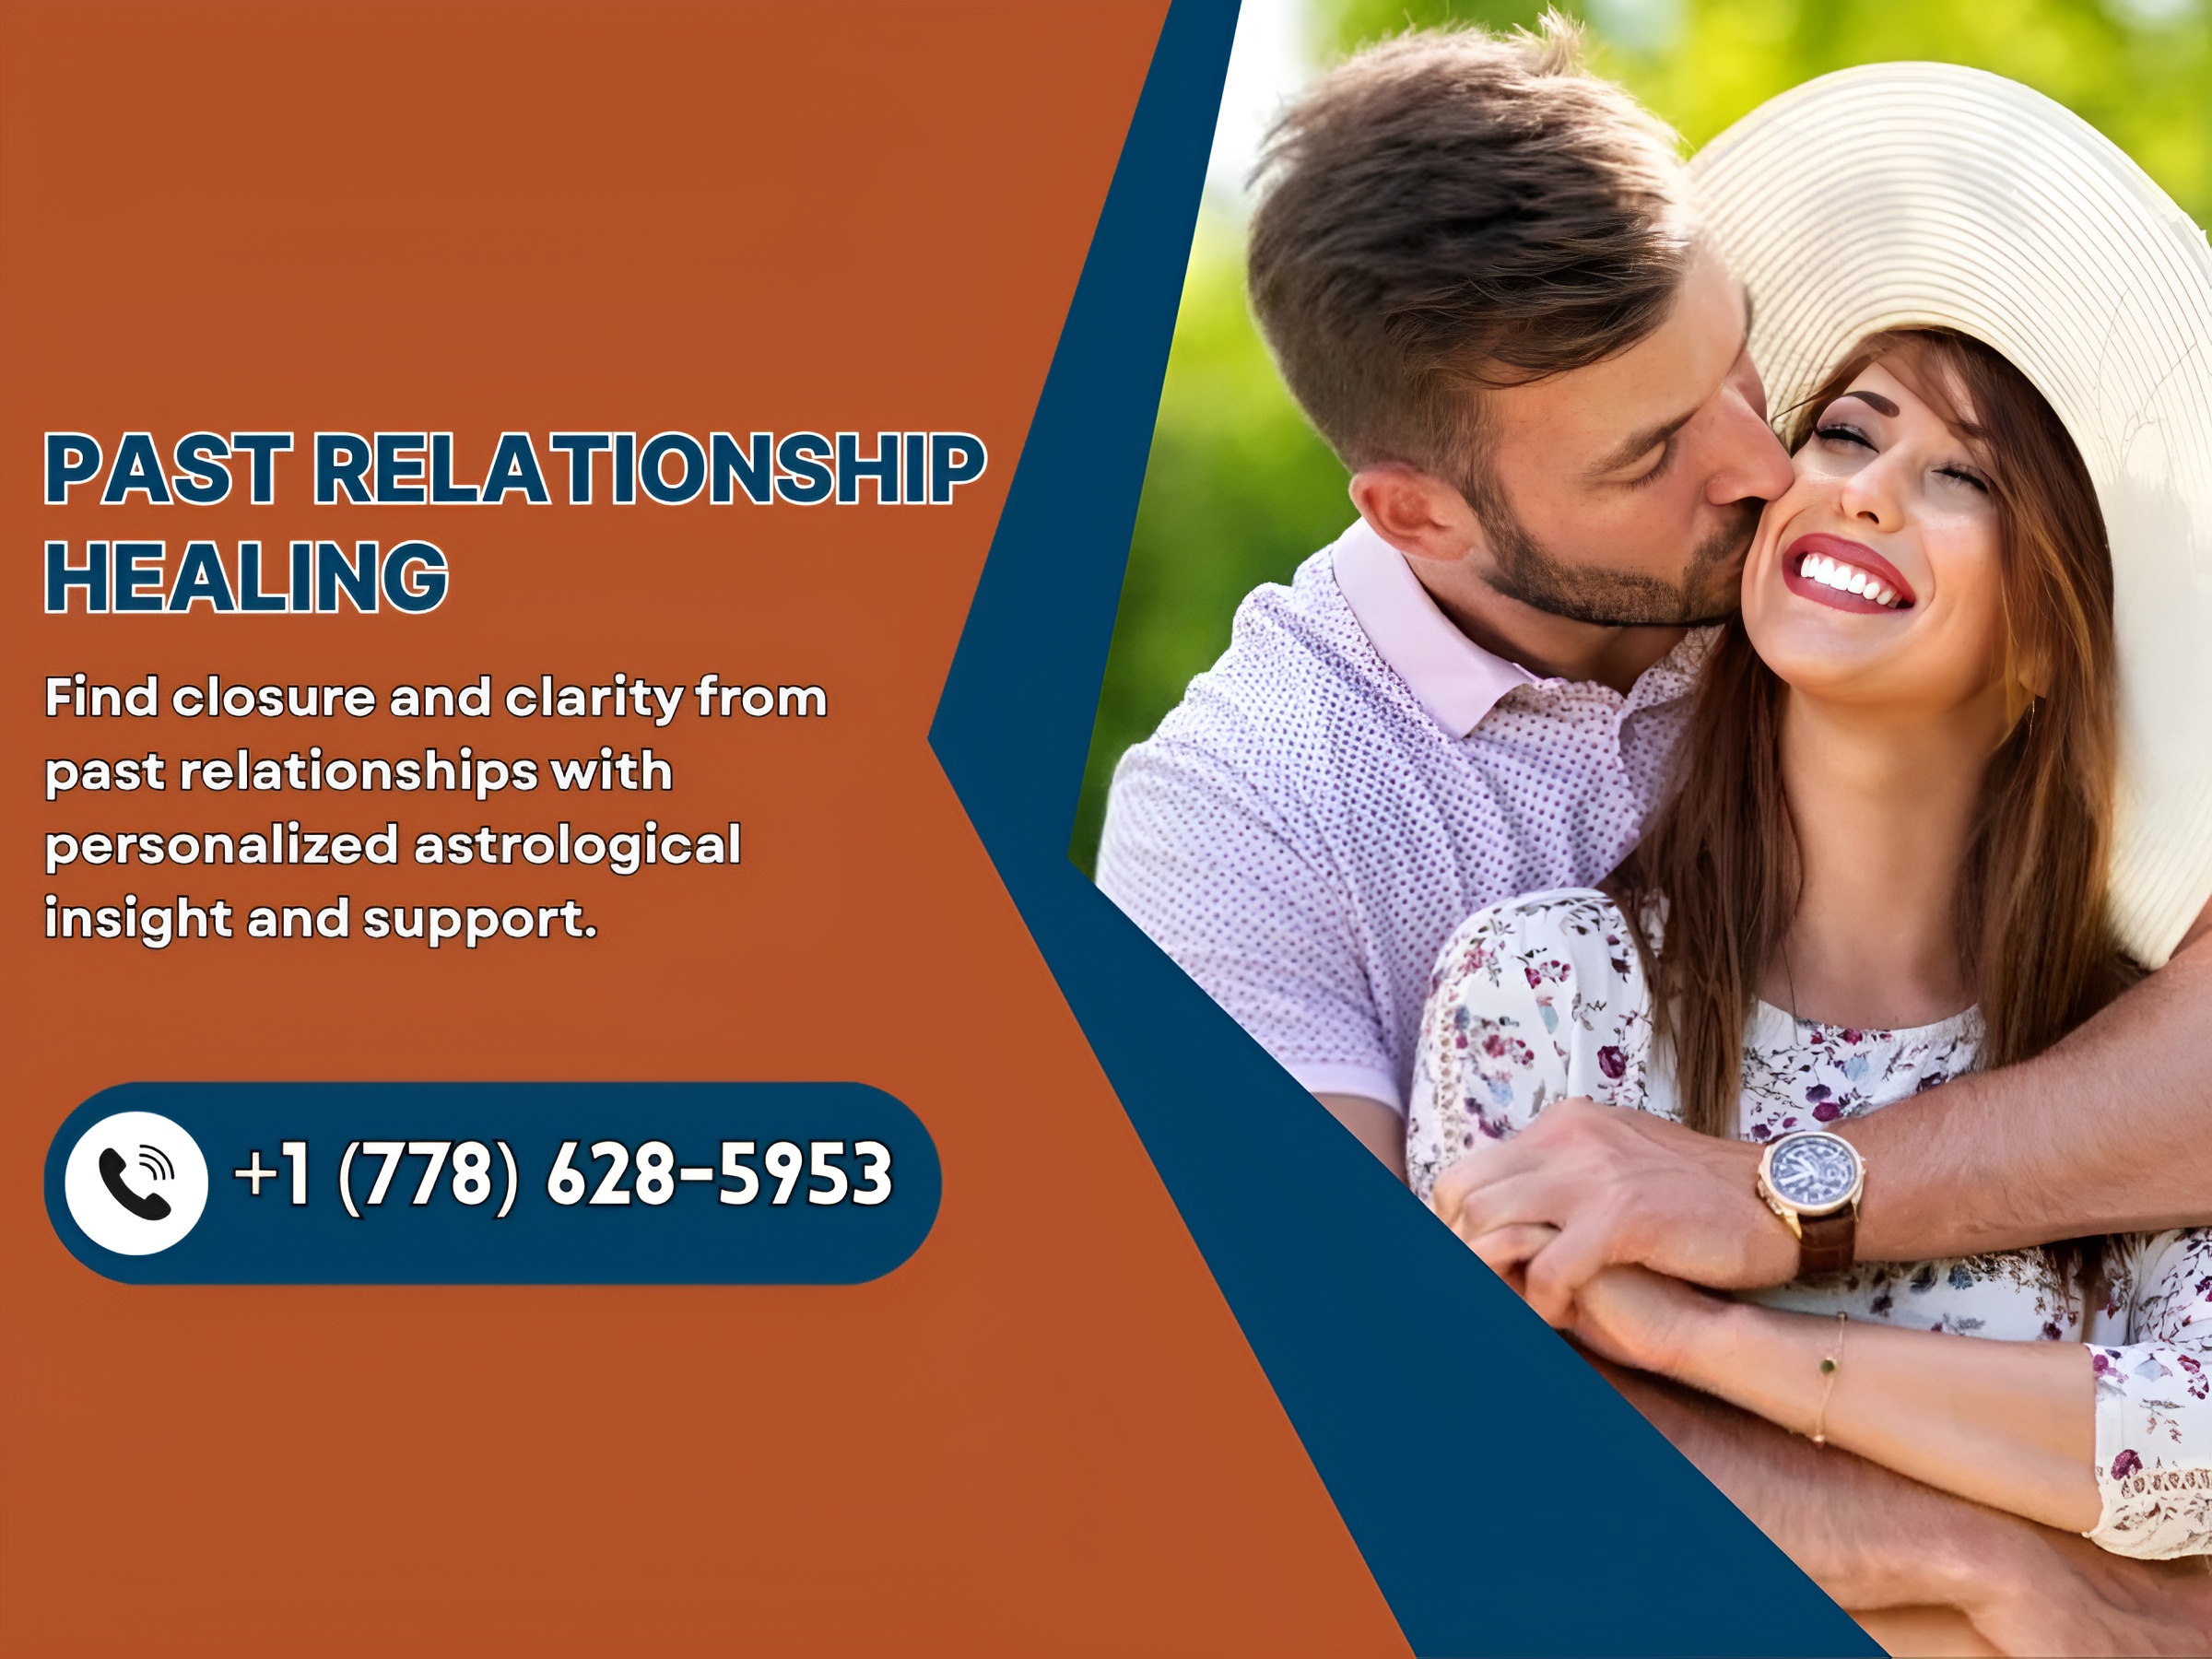 PAST RELATIONSHIP
HEALING
Find closure and clarity from
past relationships with
personalized astrological
insight and support.
+1 (778) 628-5953